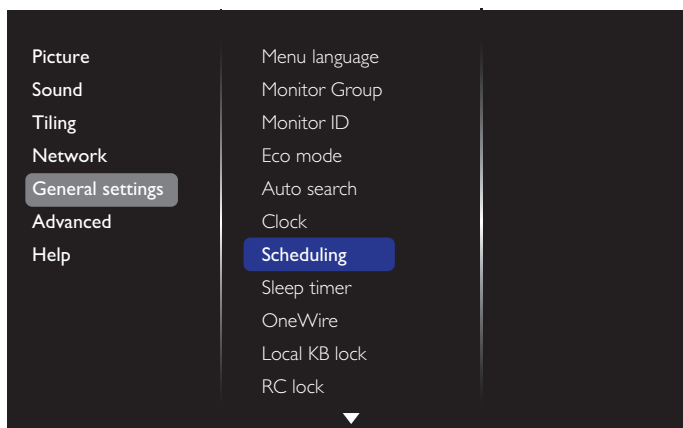 Picture
Sound
Tiling
Network
General settings
Advanced
Help
Menu language
Monitor Group
Monitor ID
Eco mode
Auto search
Clock
Scheduling
Sleep timer
OneWire
Local KB lock
RC lock